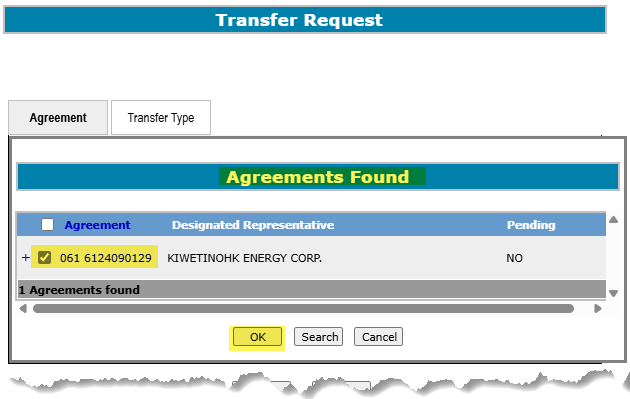 Transfer Request
Agreement Transfer Type
Agreements Found
Agreement Designated Representative Pending
+ 061 6124090129 KIWETINOHK ENERGY CORP. NO
1 Agreements found
OK Search Cancel